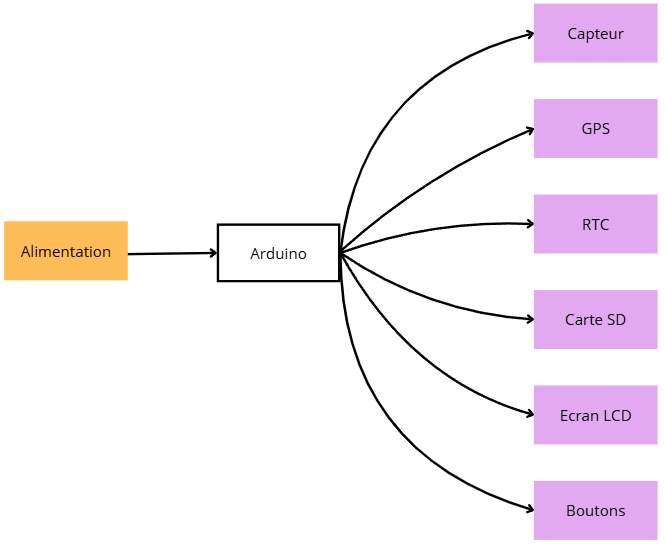 Capteur
GPS
RTC
Alimentation
Arduino
Carte SD
Ecran LCD
Boutons